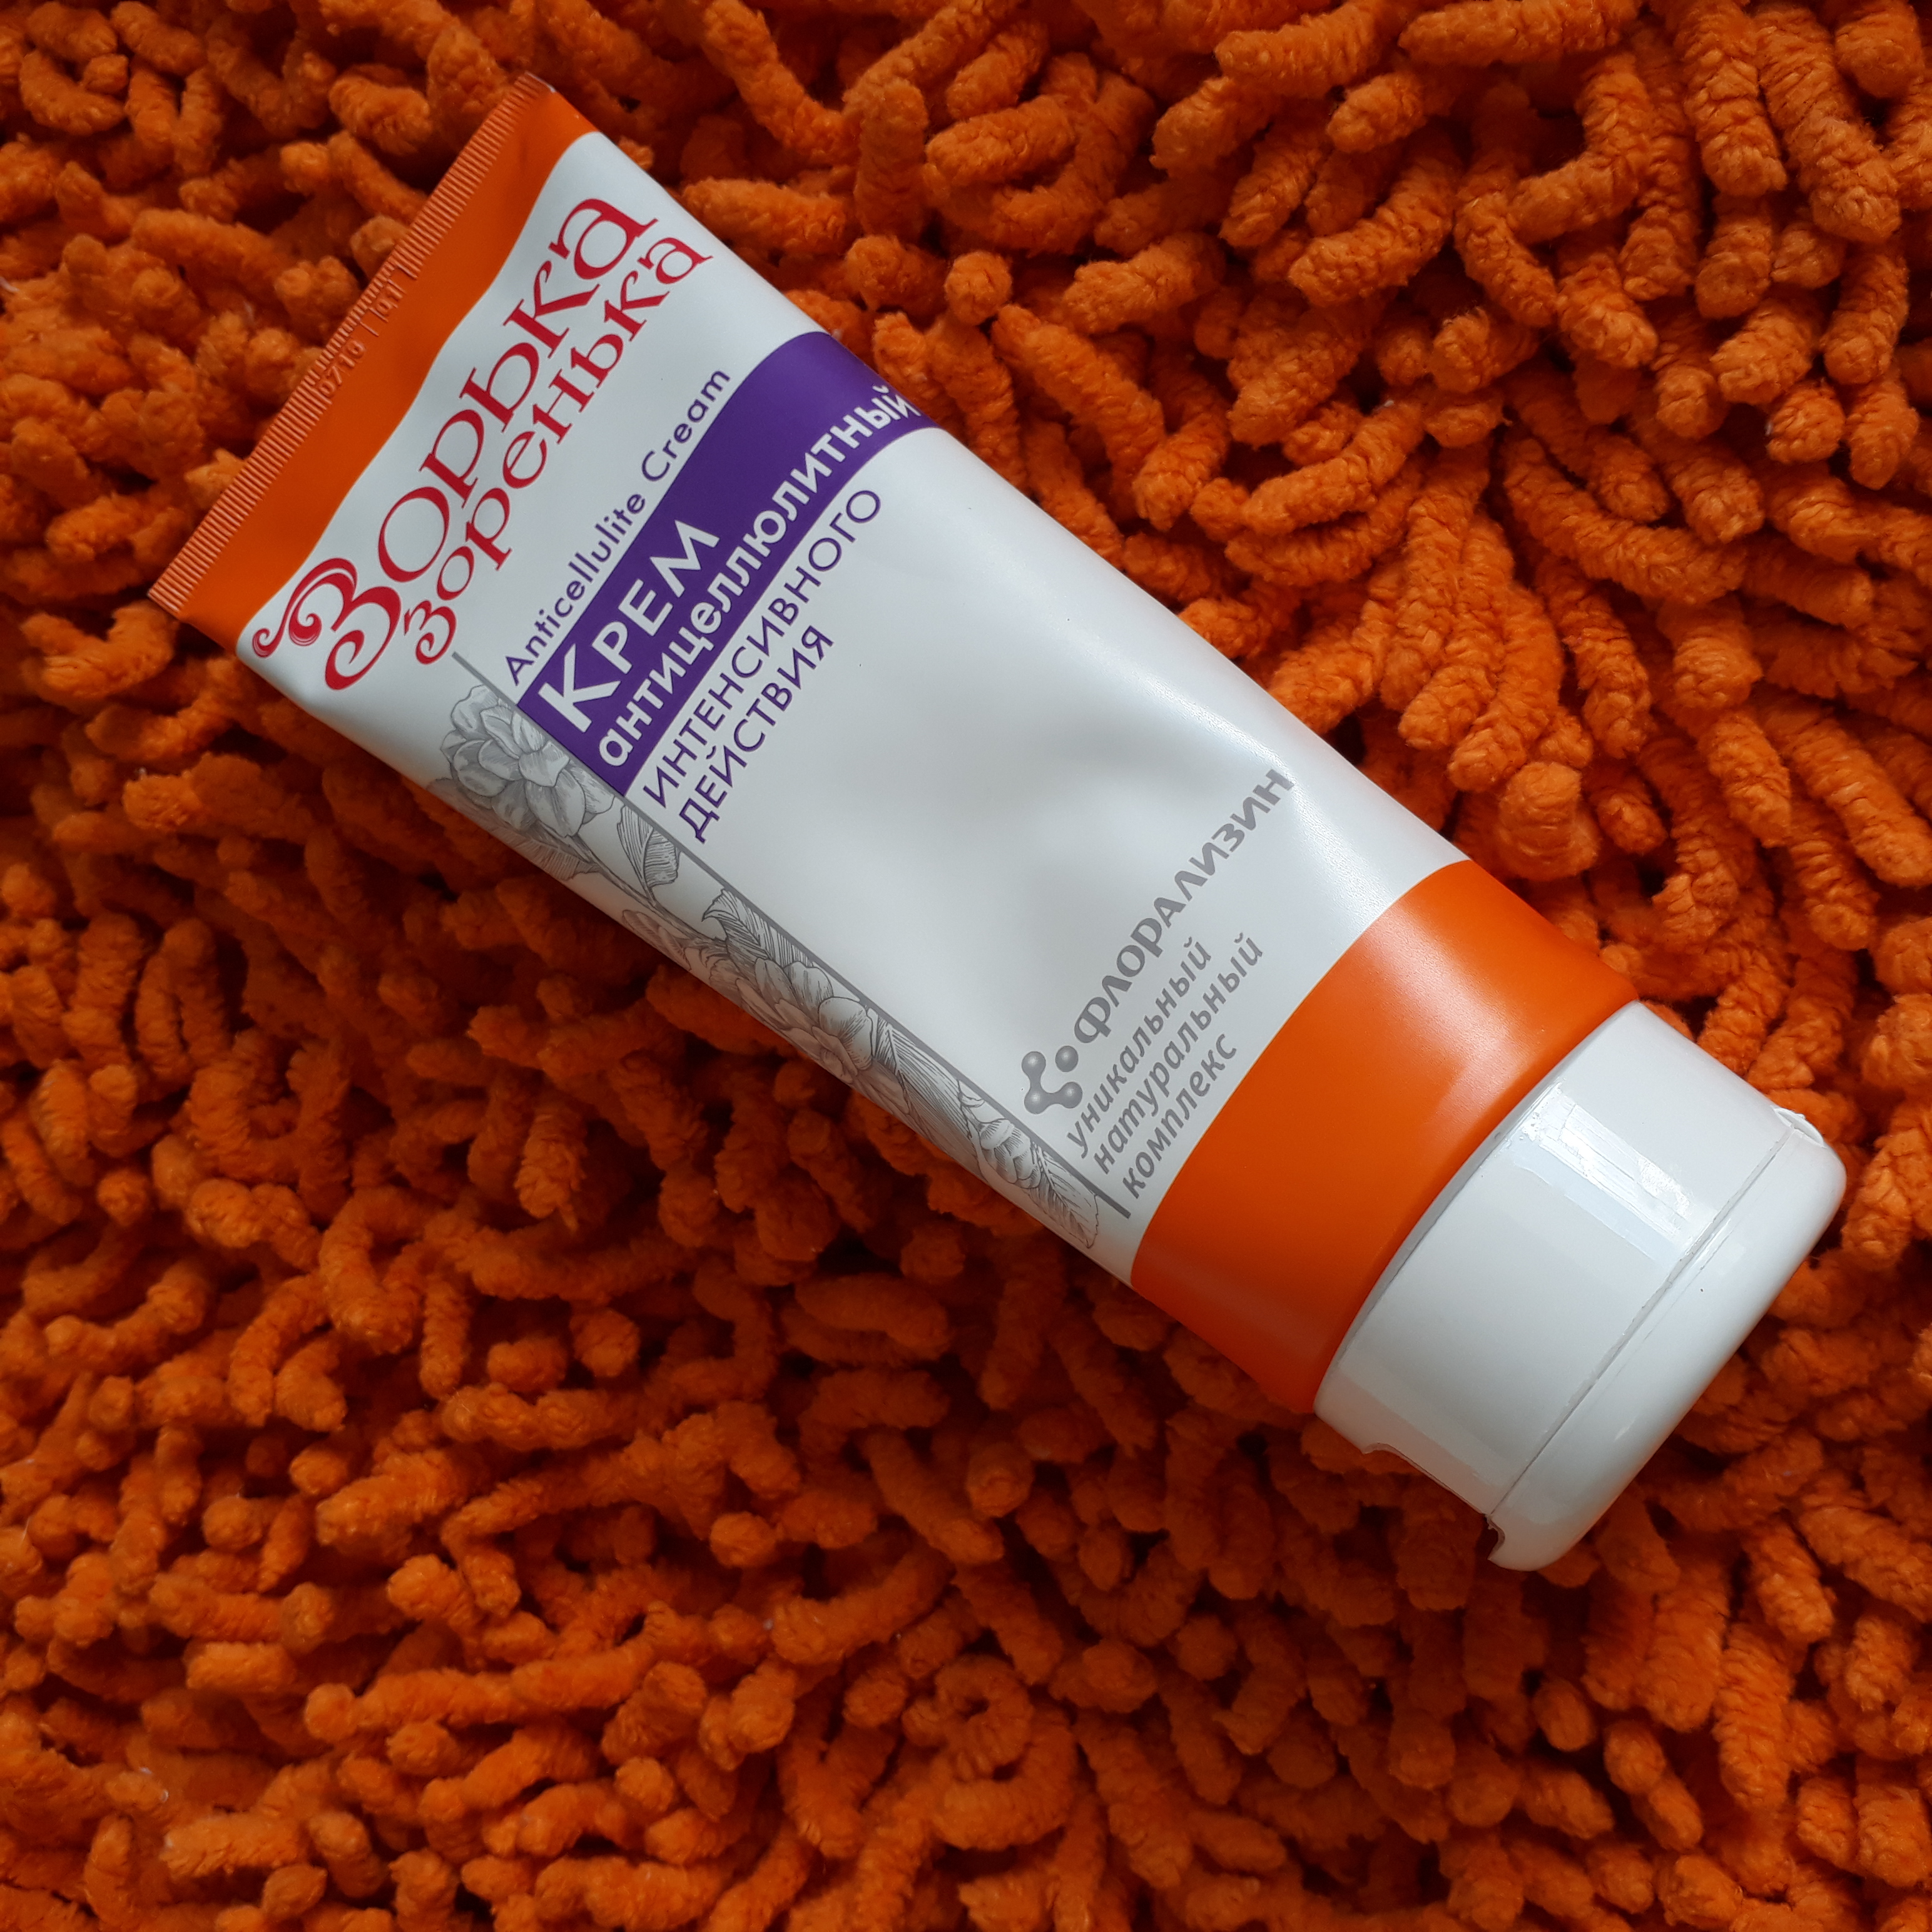 Зорька
зоренька
Anticellulite Cream
КРЕМ
антицеллюлитный
ИНТЕНСИВНОГО
ДЕЙСТВИЯ
ФЛОРАЛИЗИН
уникальный
натуральный
комплекс